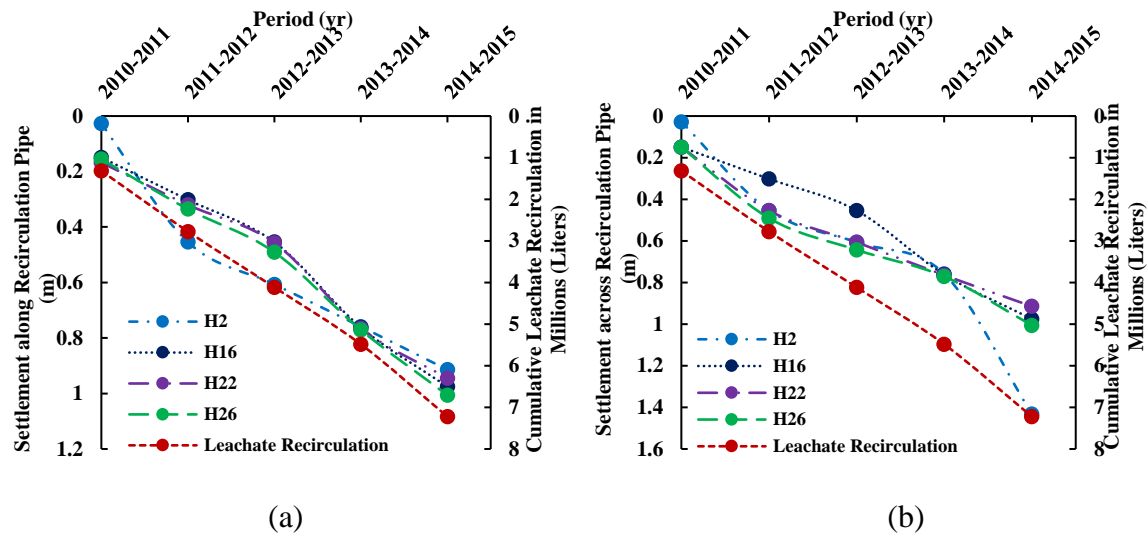 Period (yr)
2010-2011
2011-2012
2012-2013
2013-2014
2014-2015
Settlement along Recirculation Pipe
(m)
0
0.2
0.4
0.6
0.8
1
1.2
H2
H16
H22
H26
Leachate Recirculation
0
1
2
3
4
5
6
7
8
Cumulative Leachate Recirculation in
Millions (Liters)
(a)
Period (yr)
2010-2011
2011-2012
2012-2013
2013-2014
2014-2015
Settlement across Recirculation Pipe
(m)
0
0.2
0.4
0.6
0.8
1
1.2
1.4
1.6
H2
H16
H22
H26
Leachate Recirculation
0
1
2
3
4
5
6
7
8
Cumulative Leachate Recirculation in
Millions (Liters)
(b)